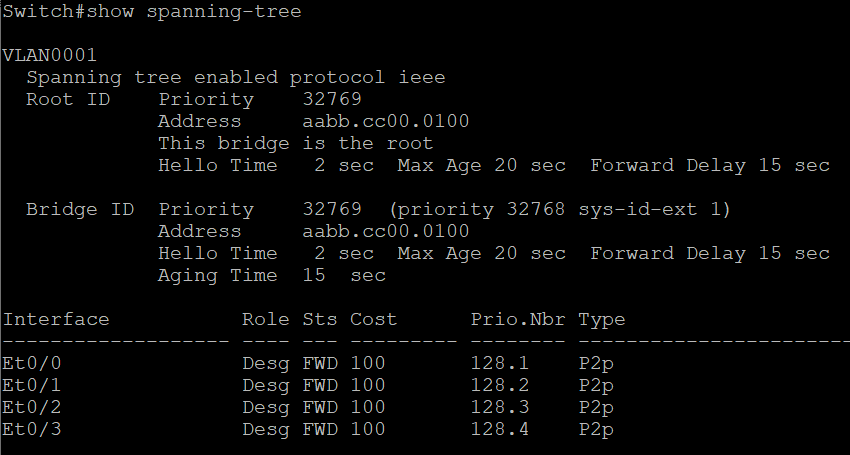 Switch#show spanning-tree

VLAN0001
  Spanning tree enabled protocol ieee
  Root ID    Priority    32769
             Address     aabb.cc00.0100
             This bridge is the root
             Hello Time   2 sec  Max Age 20 sec  Forward Delay 15 sec

  Bridge ID  Priority    32769  (priority 32768 sys-id-ext 1)
             Address     aabb.cc00.0100
             Hello Time   2 sec  Max Age 20 sec  Forward Delay 15 sec
             Aging Time  15  sec

Interface           Role Sts Cost      Prio.Nbr Type
------------------- ---- --- --------- -------- -----------------------
Et0/0               Desg FWD 100       128.1    P2p
Et0/1               Desg FWD 100       128.2    P2p
Et0/2               Desg FWD 100       128.3    P2p
Et0/3               Desg FWD 100       128.4    P2p